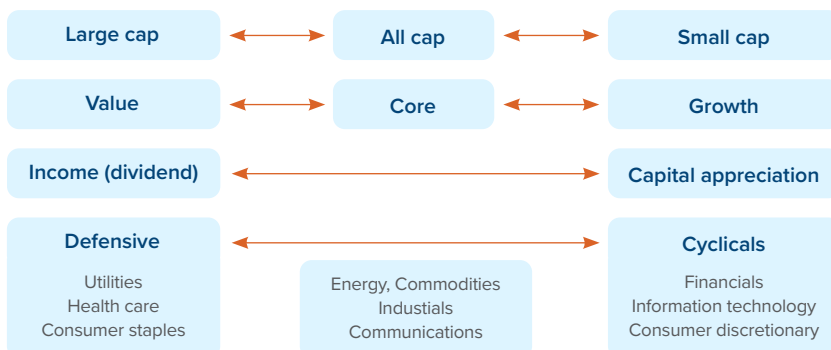 Large cap
All cap
Small cap
Value
Core
Growth
Income (dividend)
Capital appreciation
Defensive
Utilities
Health care
Consumer staples
Energy, Commodities
Industials
Communications
Cyclicals
Financials
Information technology
Consumer discretionary